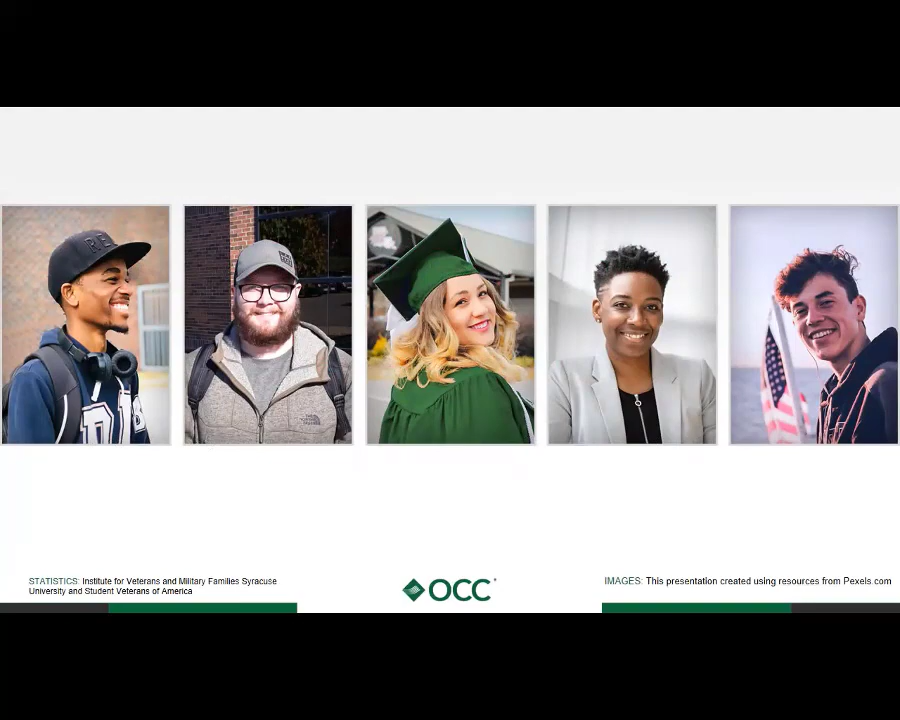 STATISTICS: Institute for Veterans and Military Families Syracuse
University and Student Veterans of America
OCC
IMAGES: This presentation created using resources from Pexels.com